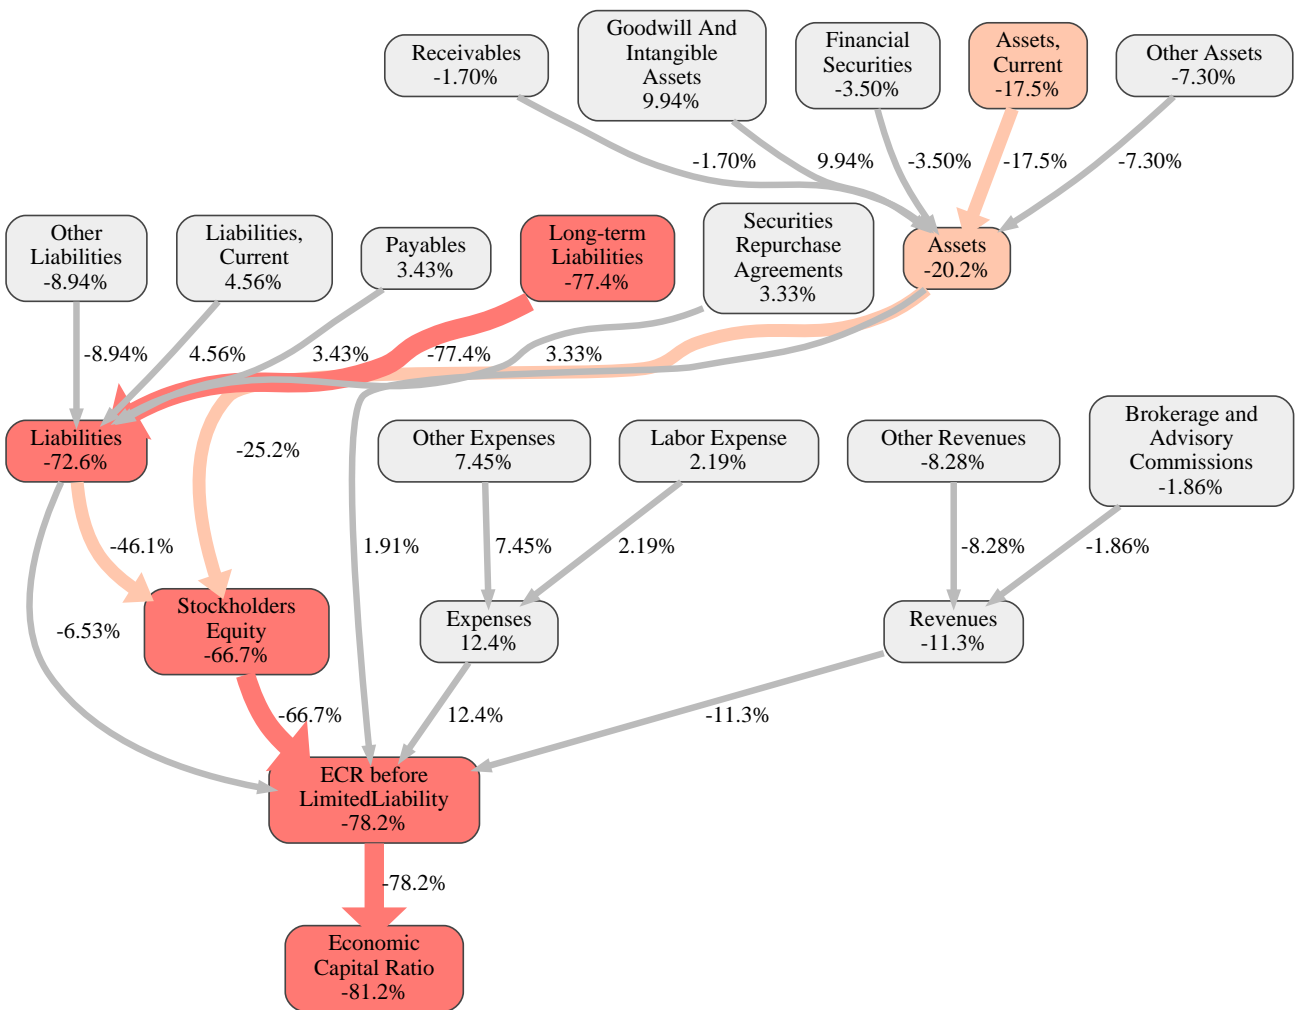 Receivables
-1.70%
Goodwill And
Intangible
Assets
9.94%
Financial
Securities
-3.50%
Assets,
Current
-17.5%
Other Assets
-7.30%
-1.70%
9.94%
-3.50%
-17.5%
-7.30%
Other
Liabilities
-8.94%
Liabilities,
Current
4.56%
Payables
3.43%
Long-term
Liabilities
-77.4%
Securities
Repurchase
Agreements
3.33%
Assets
-20.2%
-8.94%
4.56%
3.43%
-77.4%
3.33%
Liabilities
-72.6%
-25.2%
Other Expenses
7.45%
Labor Expense
2.19%
Other Revenues
-8.28%
Brokerage and
Advisory
Commissions
-1.86%
-46.1%
1.91%
7.45%
2.19%
-8.28%
-1.86%
Stockholders
Equity
-66.7%
-6.53%
Expenses
12.4%
Revenues
-11.3%
-66.7%
12.4%
-11.3%
ECR before
LimitedLiability
-78.2%
-78.2%
Economic
Capital Ratio
-81.2%